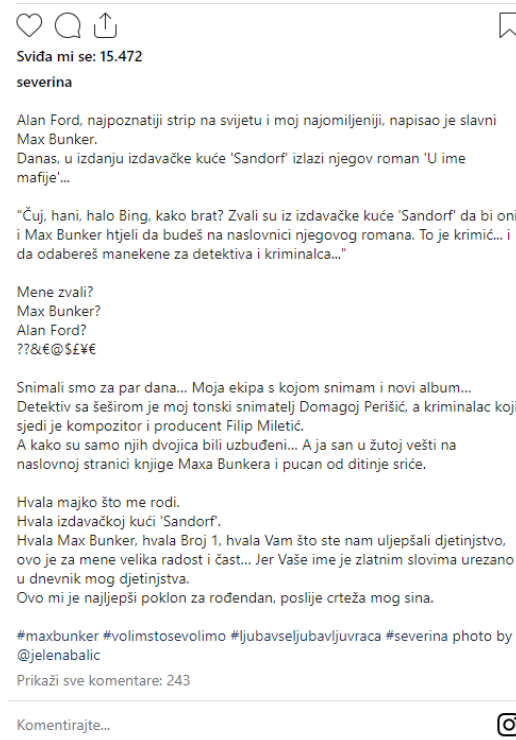 Sviđa mi se: 15.472
severina
Alan Ford, najpoznatiji strip na svijetu i moj najomiljeniji, napisao je slavni
Max Bunker.
Danas, u izdanju izdavačke kuće 'Sandorf' izlazi njegov roman 'U ime
mafije'...
"Čuj, hani, halo Bing, kako brat? Zvali su iz izdavačke kuće 'Sandorf' da bi oni
i Max Bunker htjeli da budeš na naslovnici njegovog romana. To je krimić... i
da odabereš manekene za detektiva i kriminalca..."
Mene zvali?
Max Bunker?
Alan Ford?
??&€@$£¥€
Snimali smo za par dana... Moja ekipa s kojom snimam i novi album...
Detektiv sa šeširom je moj tonski snimatelj Domagoj Perišić, a kriminalac koji
sjedi je kompozitor i producent Filip Miletić.
A kako su samo njih dvojica bili uzbuđeni... A ja san u žutoj vešti na
naslovnoj stranici knjige Maxa Bunkera i pucan od ditinje sriće.
Hvala majko što me rodi.
Hvala izdavačkoj kući 'Sandorf'.
Hvala Max Bunker, hvala Broj 1, hvala Vam što ste nam uljepšali djetinjstvo,
ovo je za mene velika radost i čast... Jer Vaše ime je zlatnim slovima urezano
u dnevnik mog djetinjstva.
Ovo mi je najljepši poklon za rođendan, poslije crteža mog sina.
#maxbunker #volimstosevolimo #ljubavseljubavljuvraca #severina photo by
@jelenabalic
Prikaži sve komentare: 243
Komentirajte...